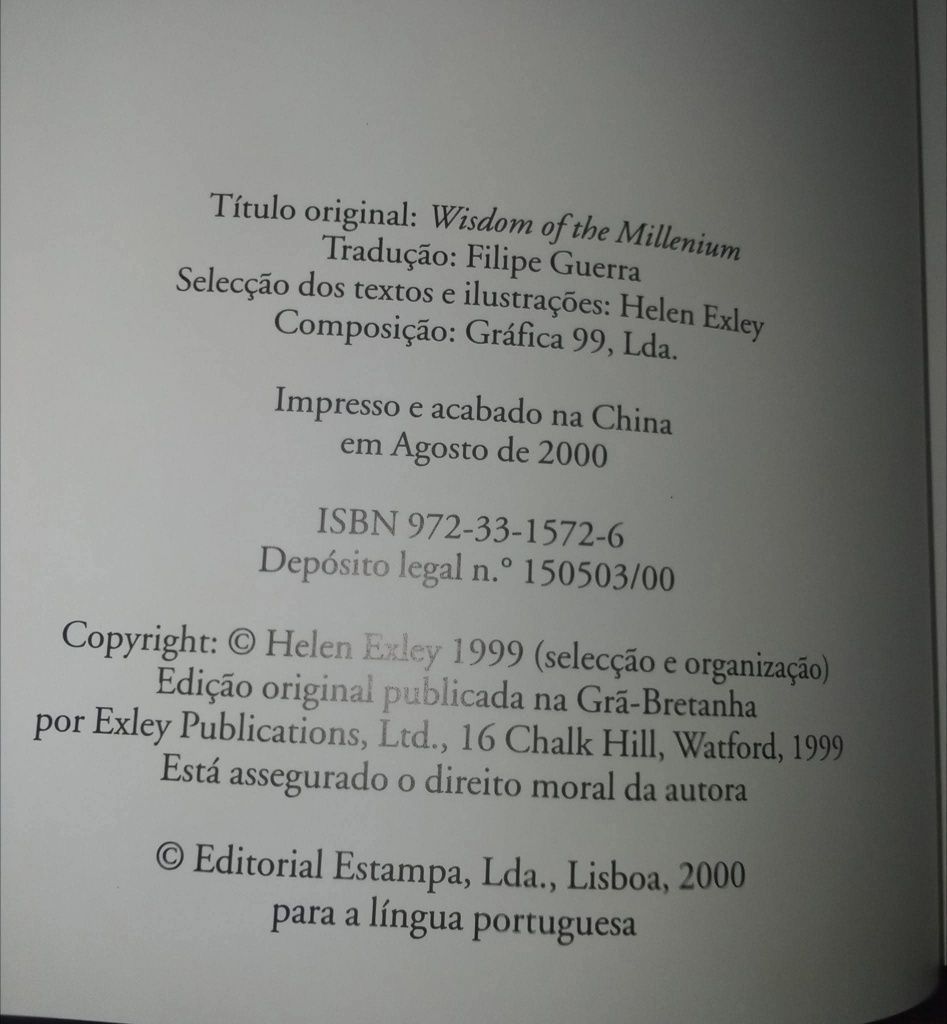 Título original: Wisdom of the Millenium
Tradução: Filipe Guerra
Selecção dos textos e ilustrações: Helen Exley
Composição: Gráfica 99, Lda.
Impresso e acabado na China
em Agosto de 2000
ISBN 972-33-1572-6
Depósito legal n.º 150503/00
Copyright: © Helen Exley 1999 (selecção e organização)
Edição original publicada na Grã-Bretanha
por Exley Publications, Ltd., 16 Chalk Hill, Watford, 1999
Está assegurado o direito moral da autora
© Editorial Estampa, Lda., Lisboa, 2000
para a língua portuguesa